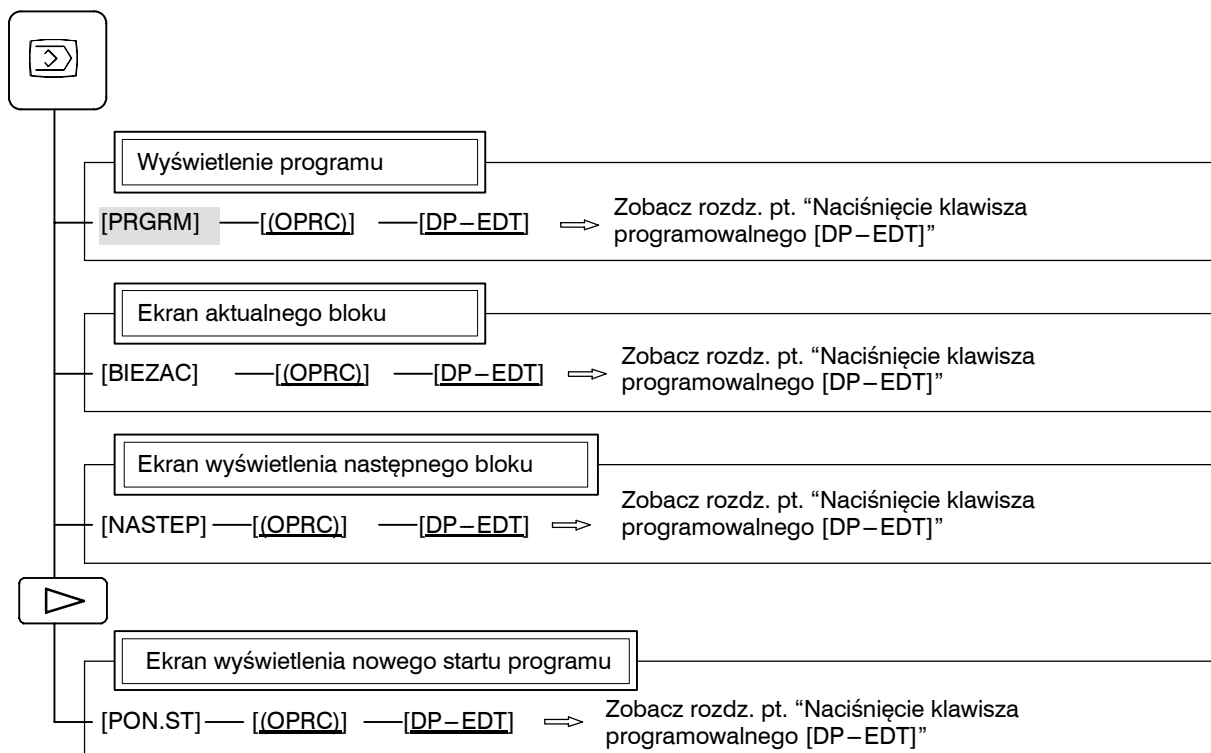 Wyświetlenie programu
[PRGRM] [(OPRC)] [DP–EDT] Zobacz rozdz. pt. “Naciśnięcie klawisza
programowalnego [DP–EDT]”
Ekran aktualnego bloku
[BIEZAC] [(OPRC)] [DP–EDT] Zobacz rozdz. pt. “Naciśnięcie klawisza
programowalnego [DP–EDT]”
Ekran wyświetlenia następnego bloku
[NASTEP] [(OPRC)] [DP–EDT] Zobacz rozdz. pt. “Naciśnięcie klawisza
programowalnego [DP–EDT]”
Ekran wyświetlenia nowego startu programu
[PON.ST] [(OPRC)] [DP–EDT] Zobacz rozdz. pt. “Naciśnięcie klawisza
programowalnego [DP–EDT]”